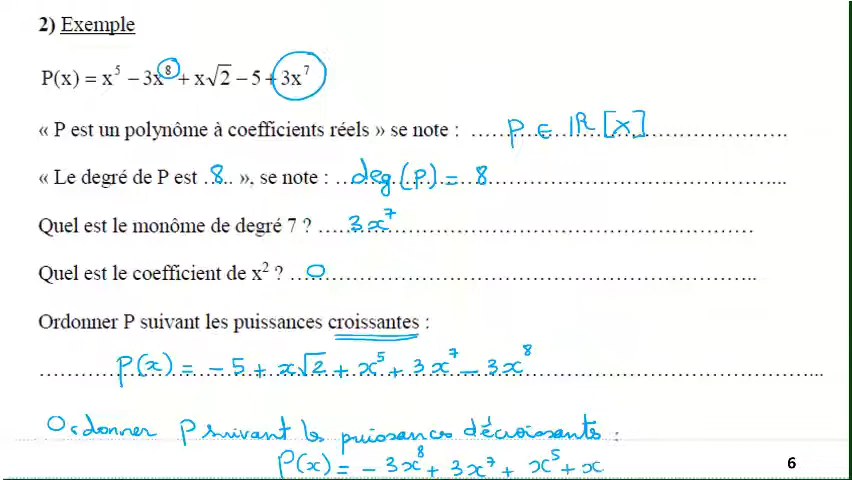 2) Exemple
P(x) = x⁵ − 3x⁸ + x√2 − 5 + 3x⁷
« P est un polynôme à coefficients réels » se note : ...... P ∈ ℝ [X] ......
« Le degré de P est ..8.. », se note : ...deg(P) = 8......
Quel est le monôme de degré 7 ? ....3x⁷......
Quel est le coefficient de x² ? ...0......
Ordonner P suivant les puissances croissantes :
......P(x) = −5 + x√2 + x⁵ + 3x⁷ − 3x⁸......
Ordonner P suivant les puissances décroissantes :
P(x) = −3x⁸ + 3x⁷ + x⁵ + x
6